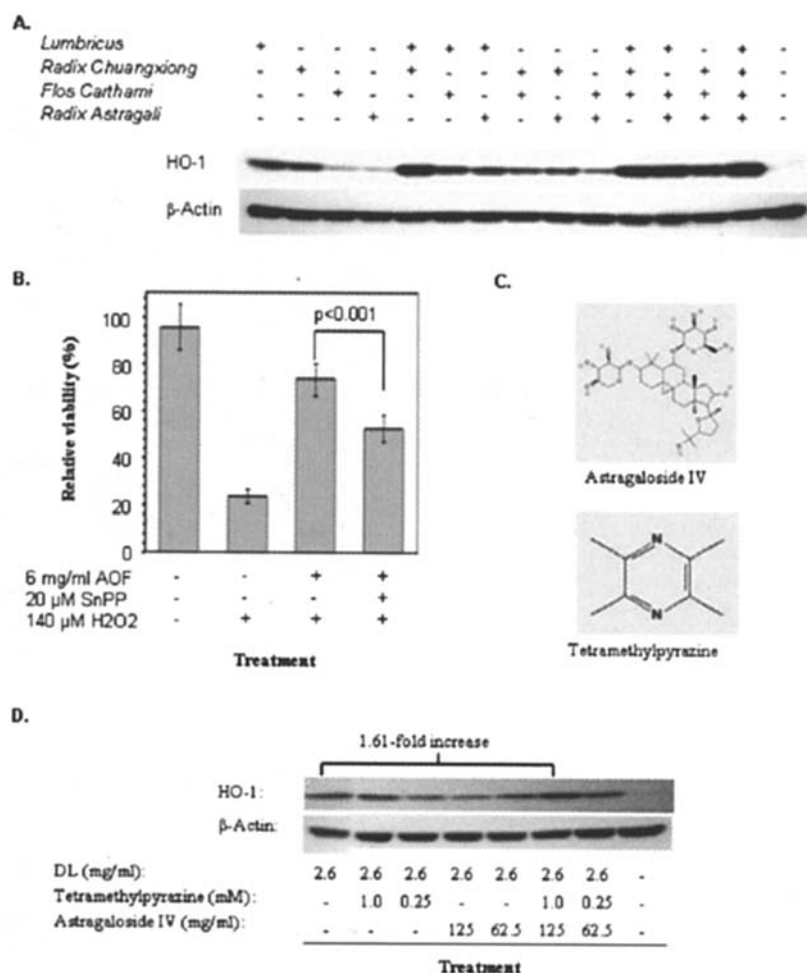 A.
Lumbricus + - - - + + + - - - + + - + -
Radix Chuangxiong - + - - + - - + + - + - + + -
Flos Carthami - - + - - + - + - + - + + + -
Radix Astragali - - - + - - + - + + + + + + -
HO-1
β-Actin
B.
C.
p<0.001
100
80
60
40
20
0
Relative viability (%)
6 mg/ml AOF - - + +
20 µM SnPP - - - +
140 µM H2O2 - + + +
Treatment
Astragaloside IV
N
N
Tetramethylpyrazine
D.
1.61-fold increase
HO-1:
β-Actin:
DL (mg/ml): 2.6 2.6 2.6 2.6 2.6 2.6 2.6 -
Tetramethylpyrazine (mM): - 1.0 0.25 - - 1.0 0.25 -
Astragaloside IV (mg/ml): - - - 125 62.5 125 62.5 -
Treatment